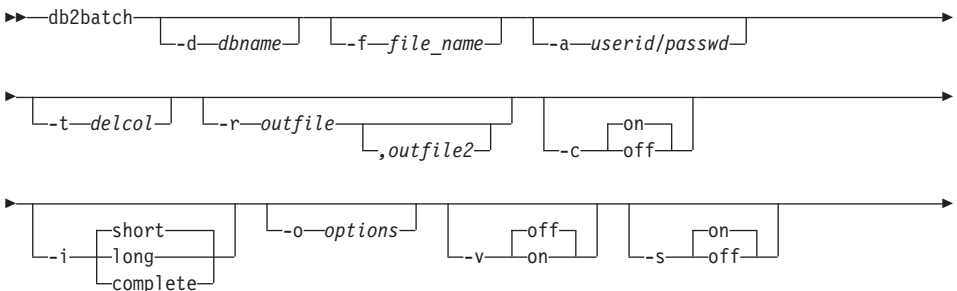 db2batch
-d dbname -f file_name -a userid/passwd
-t delcol -r outfile ,outfile2 -c on off
-i short long complete -o options -v off on -s on off